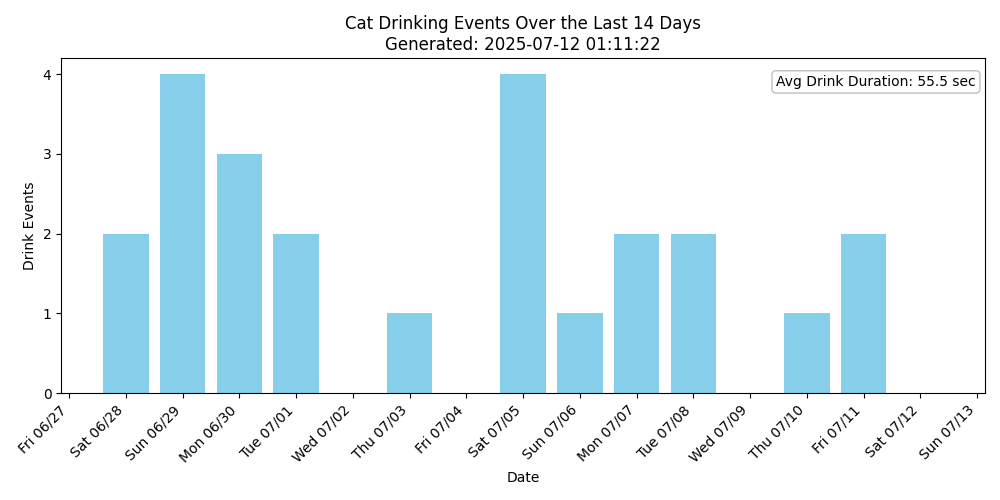 Cat Drinking Events Over the Last 14 Days
Generated: 2025-07-12 01:11:22
Avg Drink Duration: 55.5 sec
Drink Events
4
3
2
1
0
Fri 06/27
Sat 06/28
Sun 06/29
Mon 06/30
Tue 07/01
Wed 07/02
Thu 07/03
Fri 07/04
Sat 07/05
Sun 07/06
Mon 07/07
Tue 07/08
Wed 07/09
Thu 07/10
Fri 07/11
Sat 07/12
Sun 07/13
Date